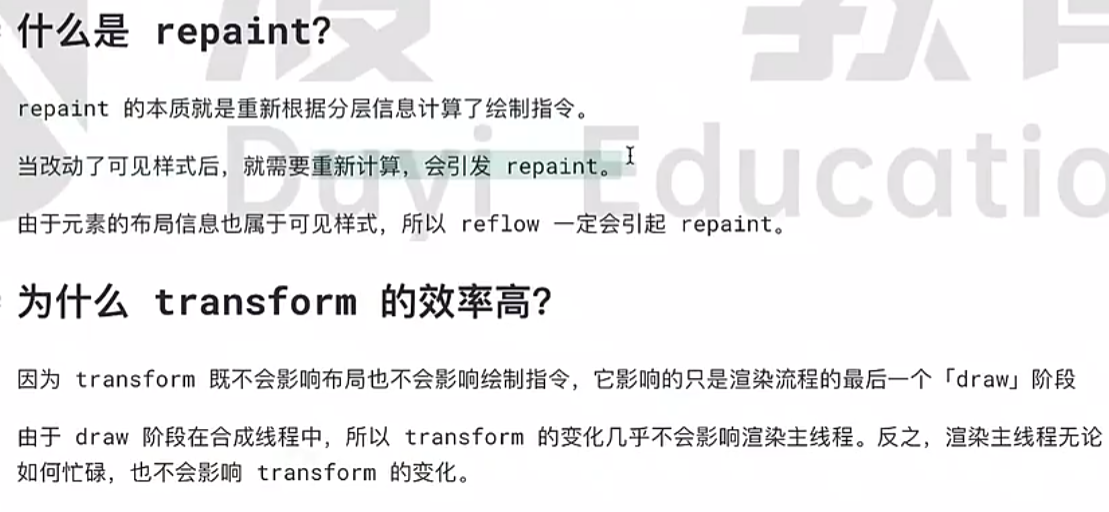 什么是 repaint?
repaint 的本质就是重新根据分层信息计算了绘制指令。
当改动了可见样式后，就需要重新计算，会引发 repaint。
由于元素的布局信息也属于可见样式，所以 reflow 一定会引起 repaint。
为什么 transform 的效率高?
因为 transform 既不会影响布局也不会影响绘制指令，它影响的只是渲染流程的最后一个「draw」阶段
由于 draw 阶段在合成线程中，所以 transform 的变化几乎不会影响渲染主线程。反之，渲染主线程无论
如何忙碌，也不会影响 transform 的变化。
Duyi Educatio